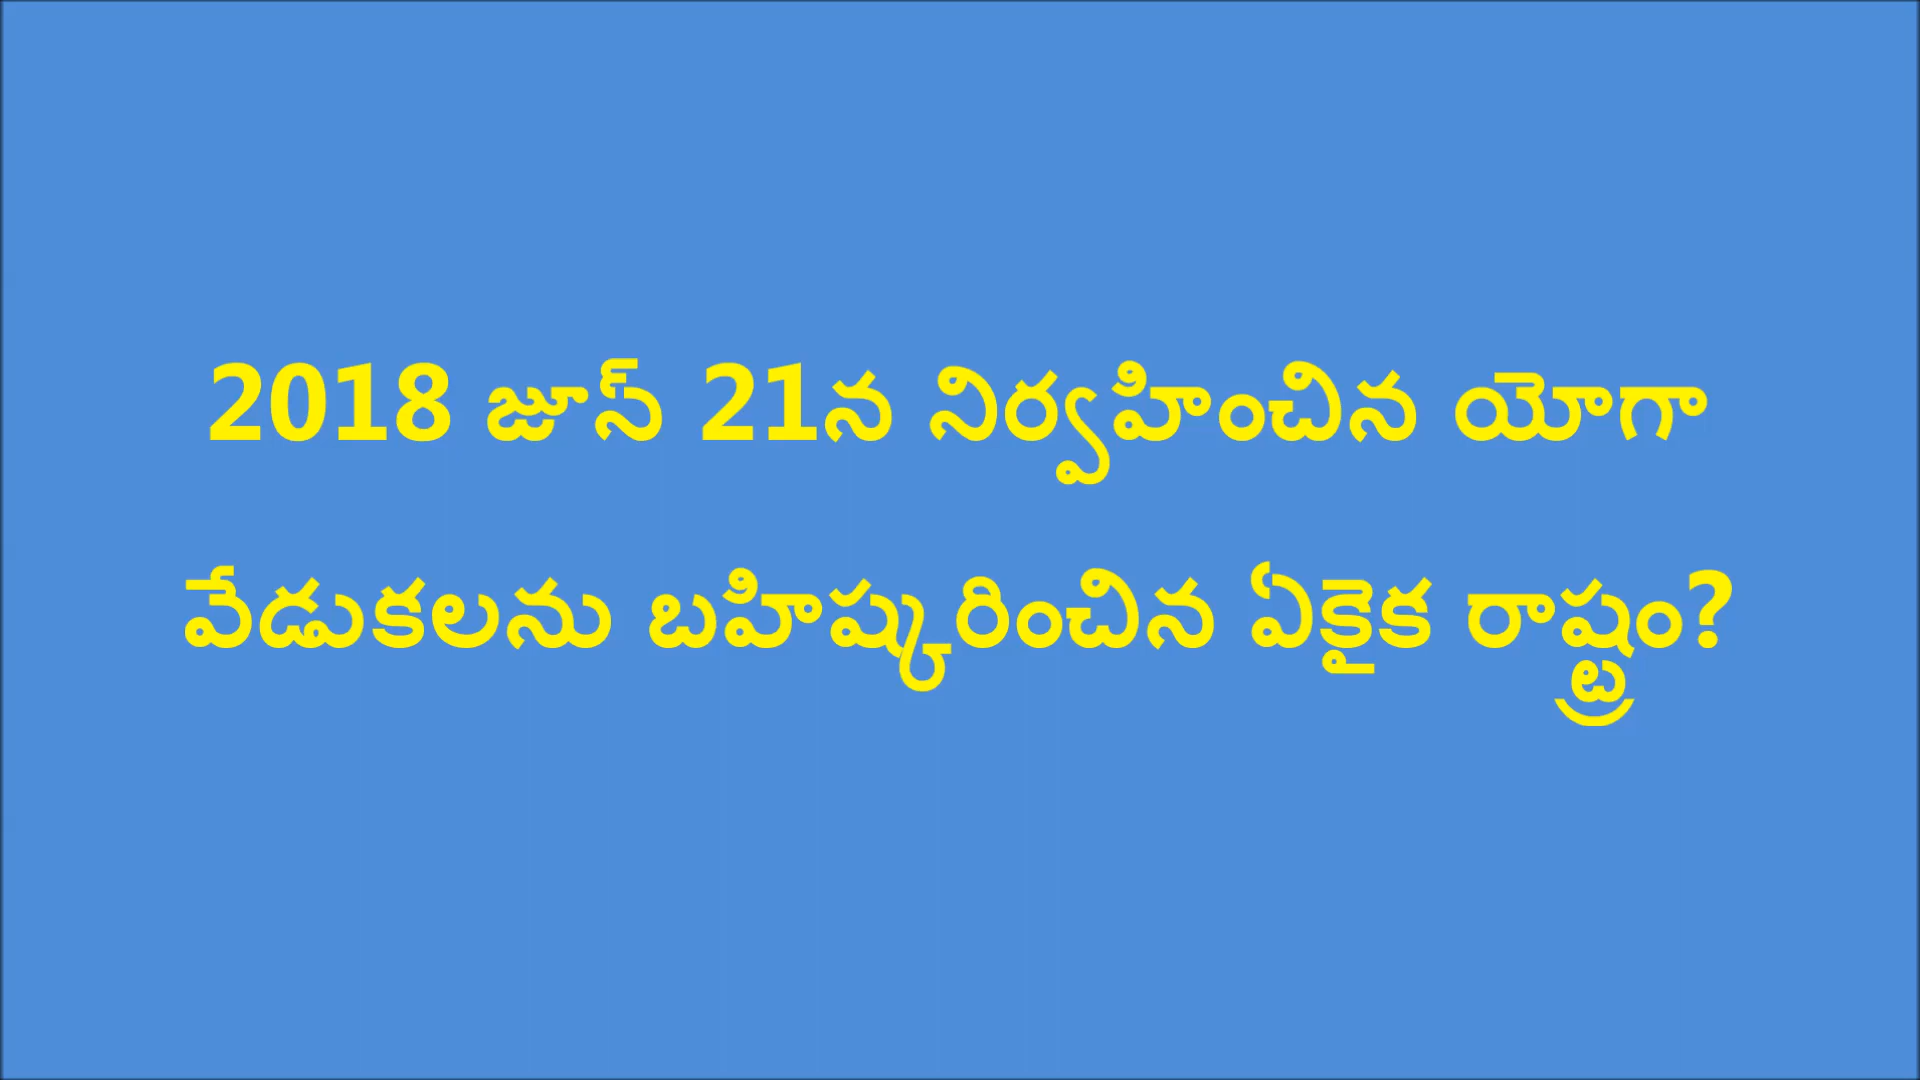 2018 జూన్ 21న నిర్వహించిన యోగా
వేడుకలను బహిష్కరించిన ఏకైక రాష్ట్రం?